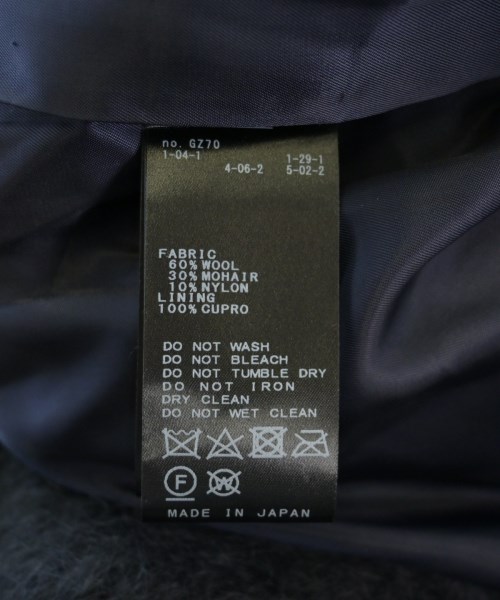 no. GZ70
1-04-1 1-29-1
4-06-2 5-02-2
FABRIC
60% WOOL
30% MOHAIR
10% NYLON
LINING
100% CUPRO
DO NOT WASH
DO NOT BLEACH
DO NOT TUMBLE DRY
DO NOT IRON
DRY CLEAN
DO NOT WET CLEAN
F W
MADE IN JAPAN